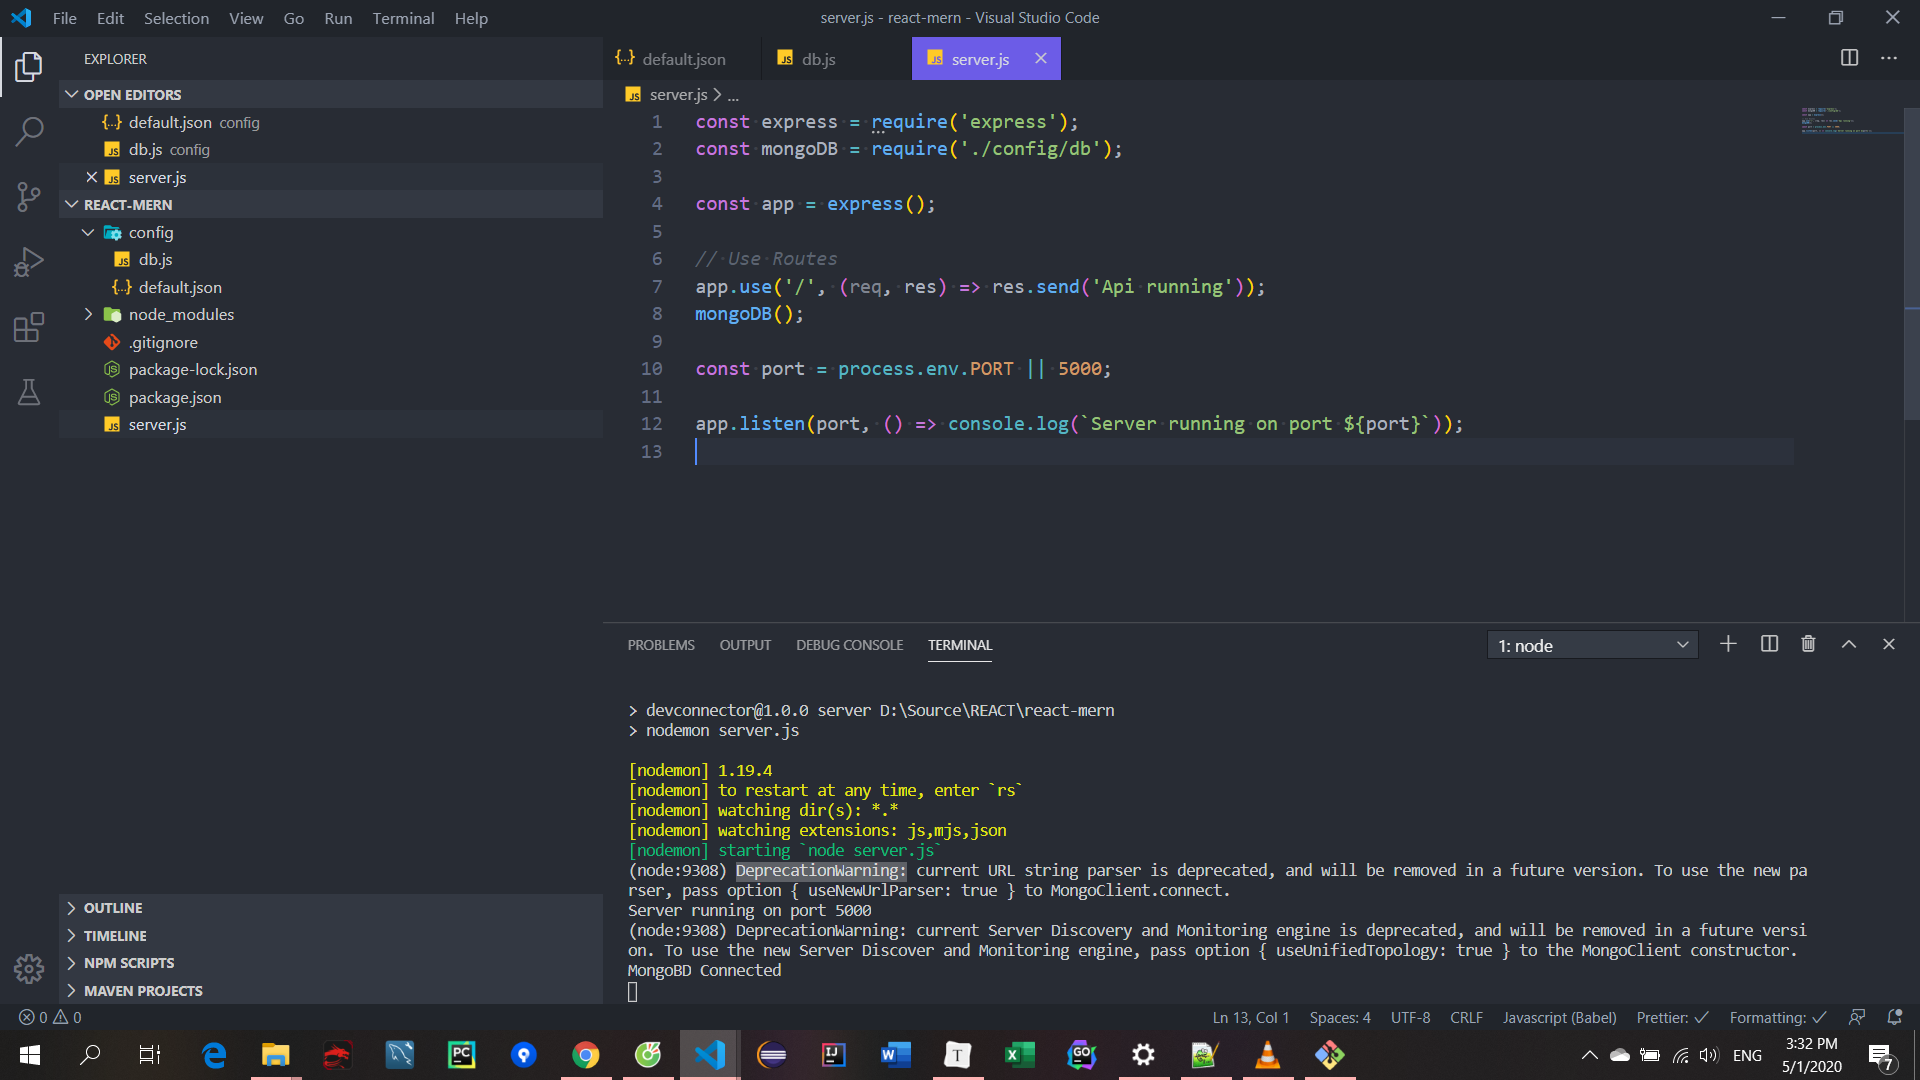 File Edit Selection View Go Run Terminal Help
server.js - react-mern - Visual Studio Code
EXPLORER
OPEN EDITORS
default.json config
db.js config
server.js
REACT-MERN
config
db.js
default.json
node_modules
.gitignore
package-lock.json
package.json
server.js
OUTLINE
TIMELINE
NPM SCRIPTS
MAVEN PROJECTS
default.json db.js server.js
server.js > ...
1 const express = require('express');
2 const mongoDB = require('./config/db');
3
4 const app = express();
5
6 // Use Routes
7 app.use('/', (req, res) => res.send('Api running'));
8 mongoDB();
9
10 const port = process.env.PORT || 5000;
11
12 app.listen(port, () => console.log(`Server running on port ${port}`));
13
PROBLEMS OUTPUT DEBUG CONSOLE TERMINAL
1: node
> devconnector@1.0.0 server D:\Source\REACT\react-mern
> nodemon server.js
[nodemon] 1.19.4
[nodemon] to restart at any time, enter `rs`
[nodemon] watching dir(s): *.*
[nodemon] watching extensions: js,mjs,json
[nodemon] starting `node server.js`
(node:9308) DeprecationWarning: current URL string parser is deprecated, and will be removed in a future version. To use the new pa
rser, pass option { useNewUrlParser: true } to MongoClient.connect.
Server running on port 5000
(node:9308) DeprecationWarning: current Server Discovery and Monitoring engine is deprecated, and will be removed in a future versi
on. To use the new Server Discover and Monitoring engine, pass option { useUnifiedTopology: true } to the MongoClient constructor.
MongoBD Connected
0 0
Ln 13, Col 1 Spaces: 4 UTF-8 CRLF Javascript (Babel) Prettier: ✓ Formatting: ✓
ENG
3:32 PM
5/1/2020
7